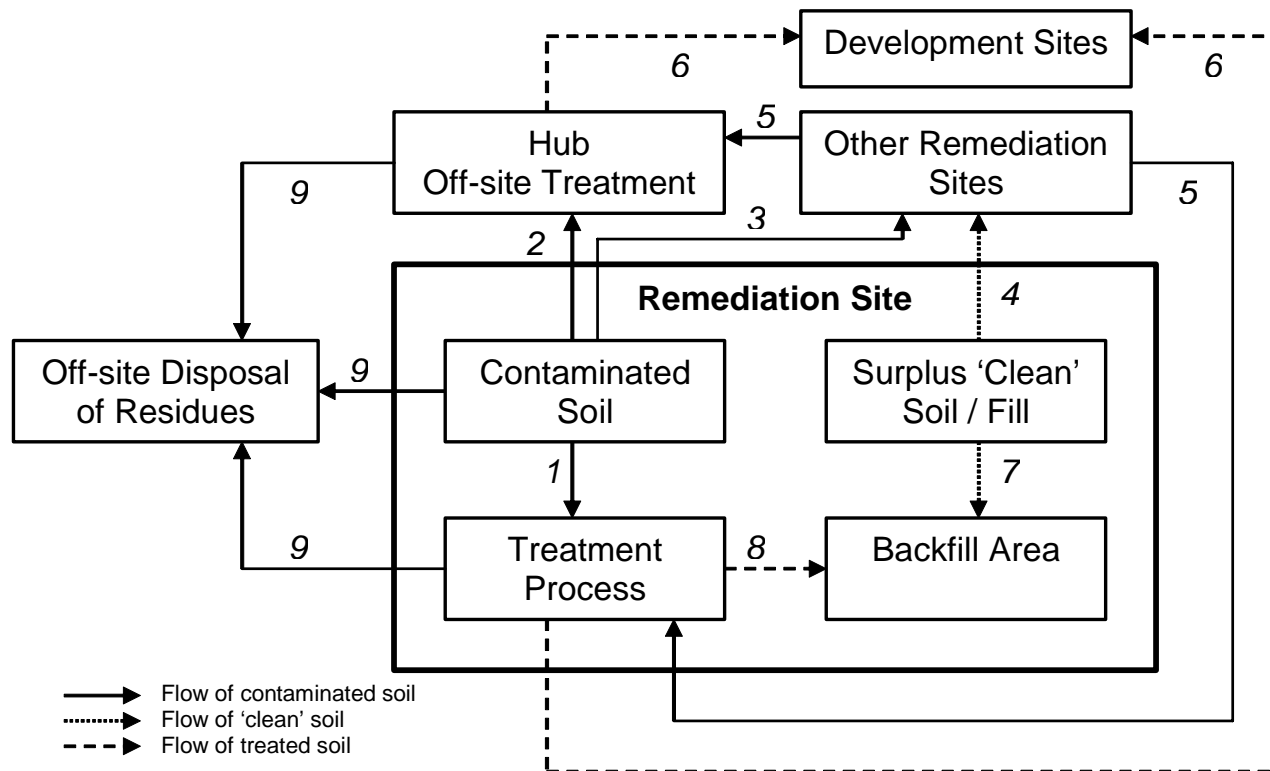 Development Sites
6
6
Hub
Off-site Treatment
5
Other Remediation
Sites
5
9
2
3
Remediation Site
4
Off-site Disposal
of Residues
9
Contaminated
Soil
Surplus ‘Clean’
Soil / Fill
1
7
9
Treatment
Process
8
Backfill Area
Flow of contaminated soil
Flow of ‘clean’ soil
Flow of treated soil